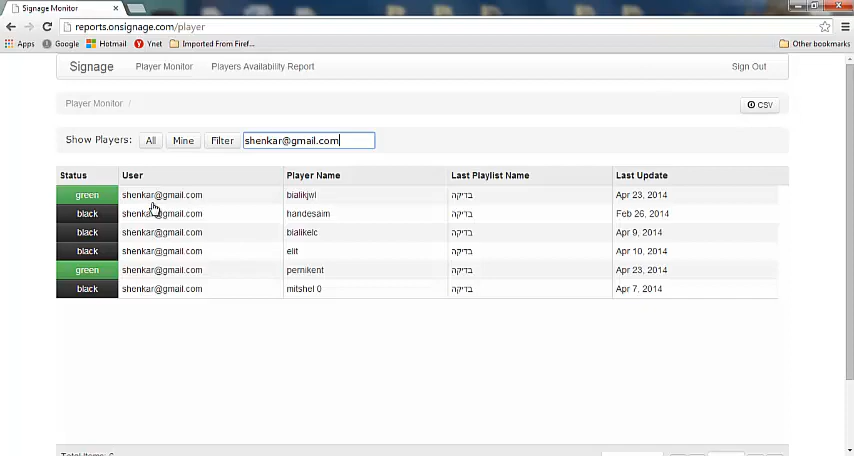 Signage Monitor
reports.onsignage.com/player
Apps Google Hotmail Ynet Imported From Firef... Other bookmarks
Signage Player Monitor Players Availability Report Sign Out
Player Monitor / CSV
Show Players: All Mine Filter shenkar@gmail.com
Status User Player Name Last Playlist Name Last Update
green shenkar@gmail.com bialikjwl בדיקה Apr 23, 2014
black shenkar@gmail.com handesaim בדיקה Feb 26, 2014
black shenkar@gmail.com bialikelc בדיקה Apr 9, 2014
black shenkar@gmail.com elit בדיקה Apr 10, 2014
green shenkar@gmail.com pernikent בדיקה Apr 23, 2014
black shenkar@gmail.com mitshel 0 בדיקה Apr 7, 2014
Total Items: 6